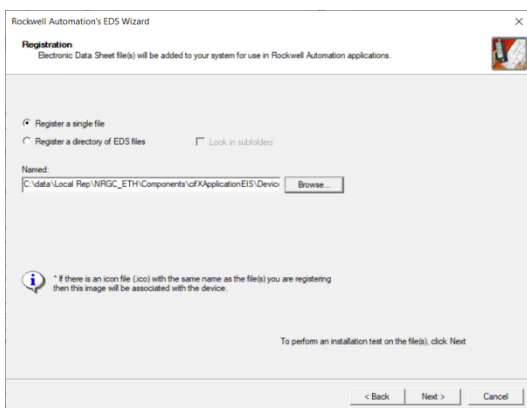 Rockwell Automation's EDS Wizard
Registration
Electronic Data Sheet file(s) will be added to your system for use in Rockwell Automation applications.
Register a single file
Register a directory of EDS files
Look in subfolders
Named:
C:\data\Local Rep\NRGC_ETH\Components\cifXApplicationEIS\Devic
Browse...
* If there is an icon file (.ico) with the same name as the file(s) you are registering
then this image will be associated with the device.
To perform an installation test on the file(s), click Next
< Back
Next >
Cancel